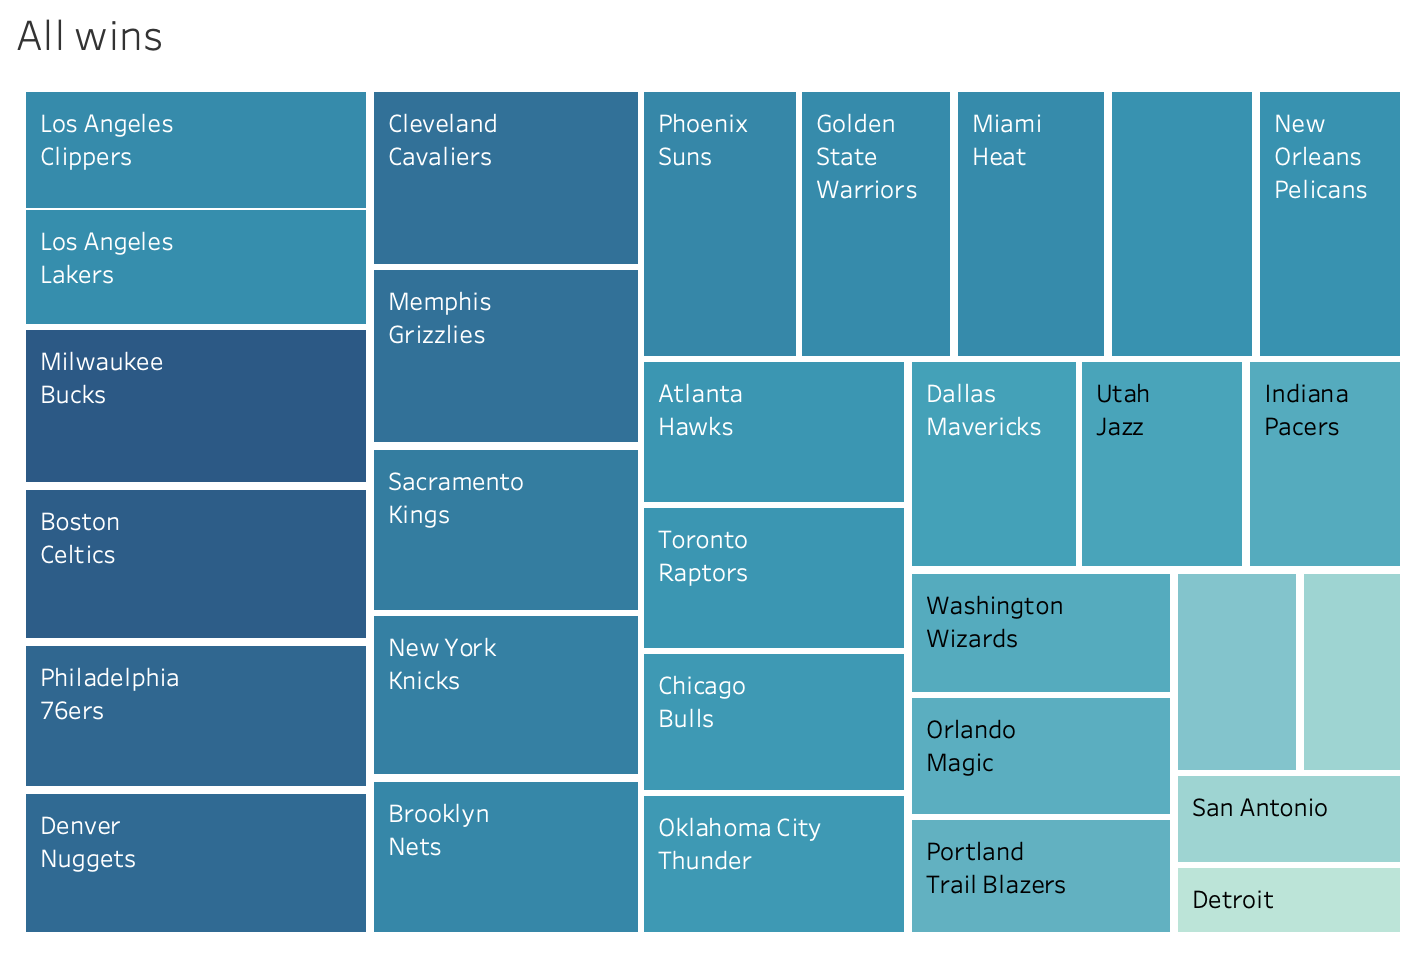 All wins
Los Angeles
Clippers
Los Angeles
Lakers
Milwaukee
Bucks
Boston
Celtics
Philadelphia
76ers
Denver
Nuggets
Cleveland
Cavaliers
Memphis
Grizzlies
Sacramento
Kings
New York
Knicks
Brooklyn
Nets
Phoenix
Suns
Golden
State
Warriors
Miami
Heat
New
Orleans
Pelicans
Atlanta
Hawks
Toronto
Raptors
Chicago
Bulls
Oklahoma City
Thunder
Dallas
Mavericks
Utah
Jazz
Indiana
Pacers
Washington
Wizards
Orlando
Magic
Portland
Trail Blazers
San Antonio
Detroit